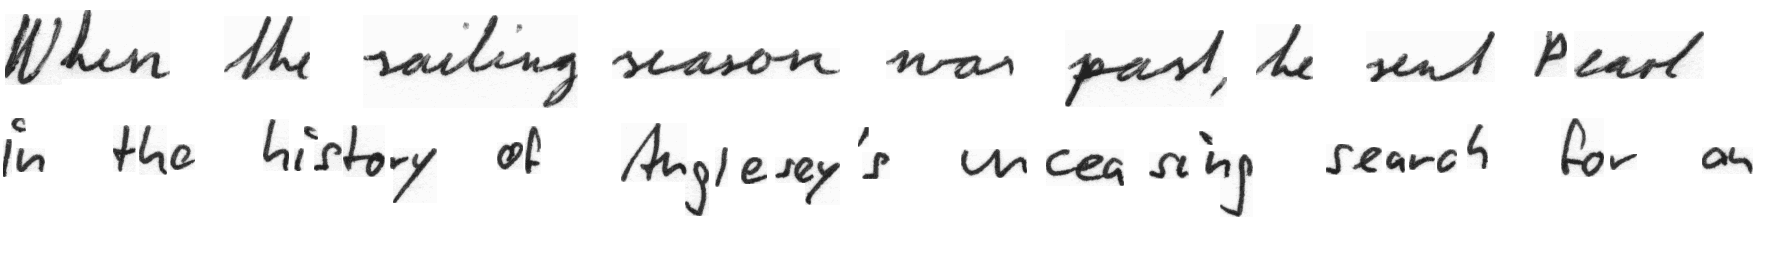 When the sailing season was past, he sent Pearl
in the history of Anglesey's unceasing search for an